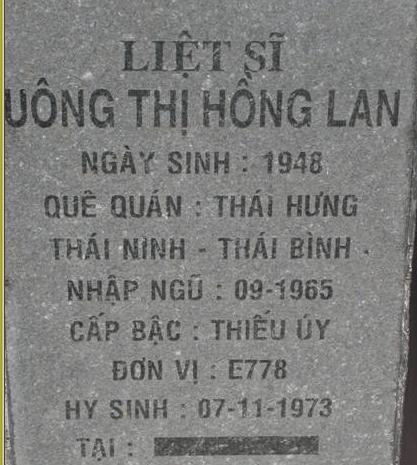 LIỆT SĨ
UÔNG THỊ HỒNG LAN
NGÀY SINH : 1948
QUÊ QUÁN : THÁI HƯNG
THÁI NINH - THÁI BÌNH .
NHẬP NGŨ : 09-1965
CẤP BẬC : THIẾU ÚY
ĐƠN VỊ : E778
HY SINH : 07-11-1973
TẠI :